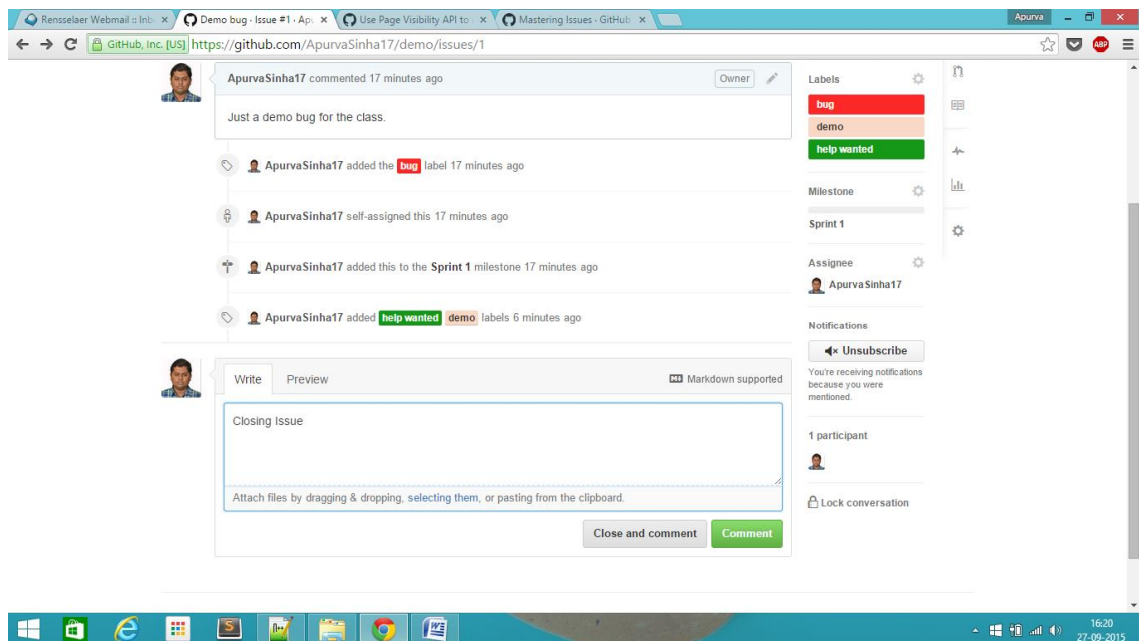 Rensselaer Webmail :: Inb
Demo bug · Issue #1 · Apu
Use Page Visibility API to
Mastering Issues · GitHub
Apurva
GitHub, Inc. [US] https://github.com/ApurvaSinha17/demo/issues/1
ABP
ApurvaSinha17 commented 17 minutes ago
Owner
Just a demo bug for the class.
ApurvaSinha17 added the bug label 17 minutes ago
ApurvaSinha17 self-assigned this 17 minutes ago
ApurvaSinha17 added this to the Sprint 1 milestone 17 minutes ago
ApurvaSinha17 added help wanted demo labels 6 minutes ago
Write
Preview
Markdown supported
Closing Issue
Attach files by dragging & dropping, selecting them, or pasting from the clipboard.
Close and comment
Comment
Labels
bug
demo
help wanted
Milestone
Sprint 1
Assignee
ApurvaSinha17
Notifications
Unsubscribe
You're receiving notifications
because you were
mentioned.
1 participant
Lock conversation
16:20
27-09-2015